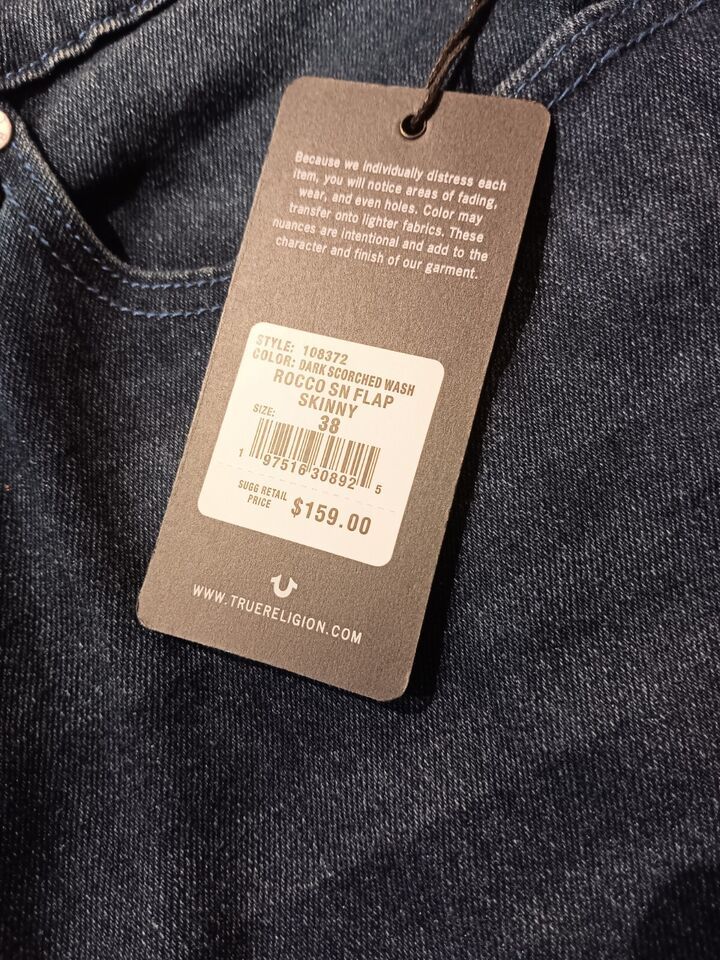 Because we individually distress each
item, you will notice areas of fading,
wear, and even holes. Color may
transfer onto lighter fabrics. These
nuances are intentional and add to the
character and finish of our garment.
STYLE: 108372
COLOR: DARK SCORCHED WASH
ROCCO SN FLAP
SKINNY
SIZE: 38
1 97516 30892 5
SUGG RETAIL
PRICE $159.00
WWW.TRUERELIGION.COM